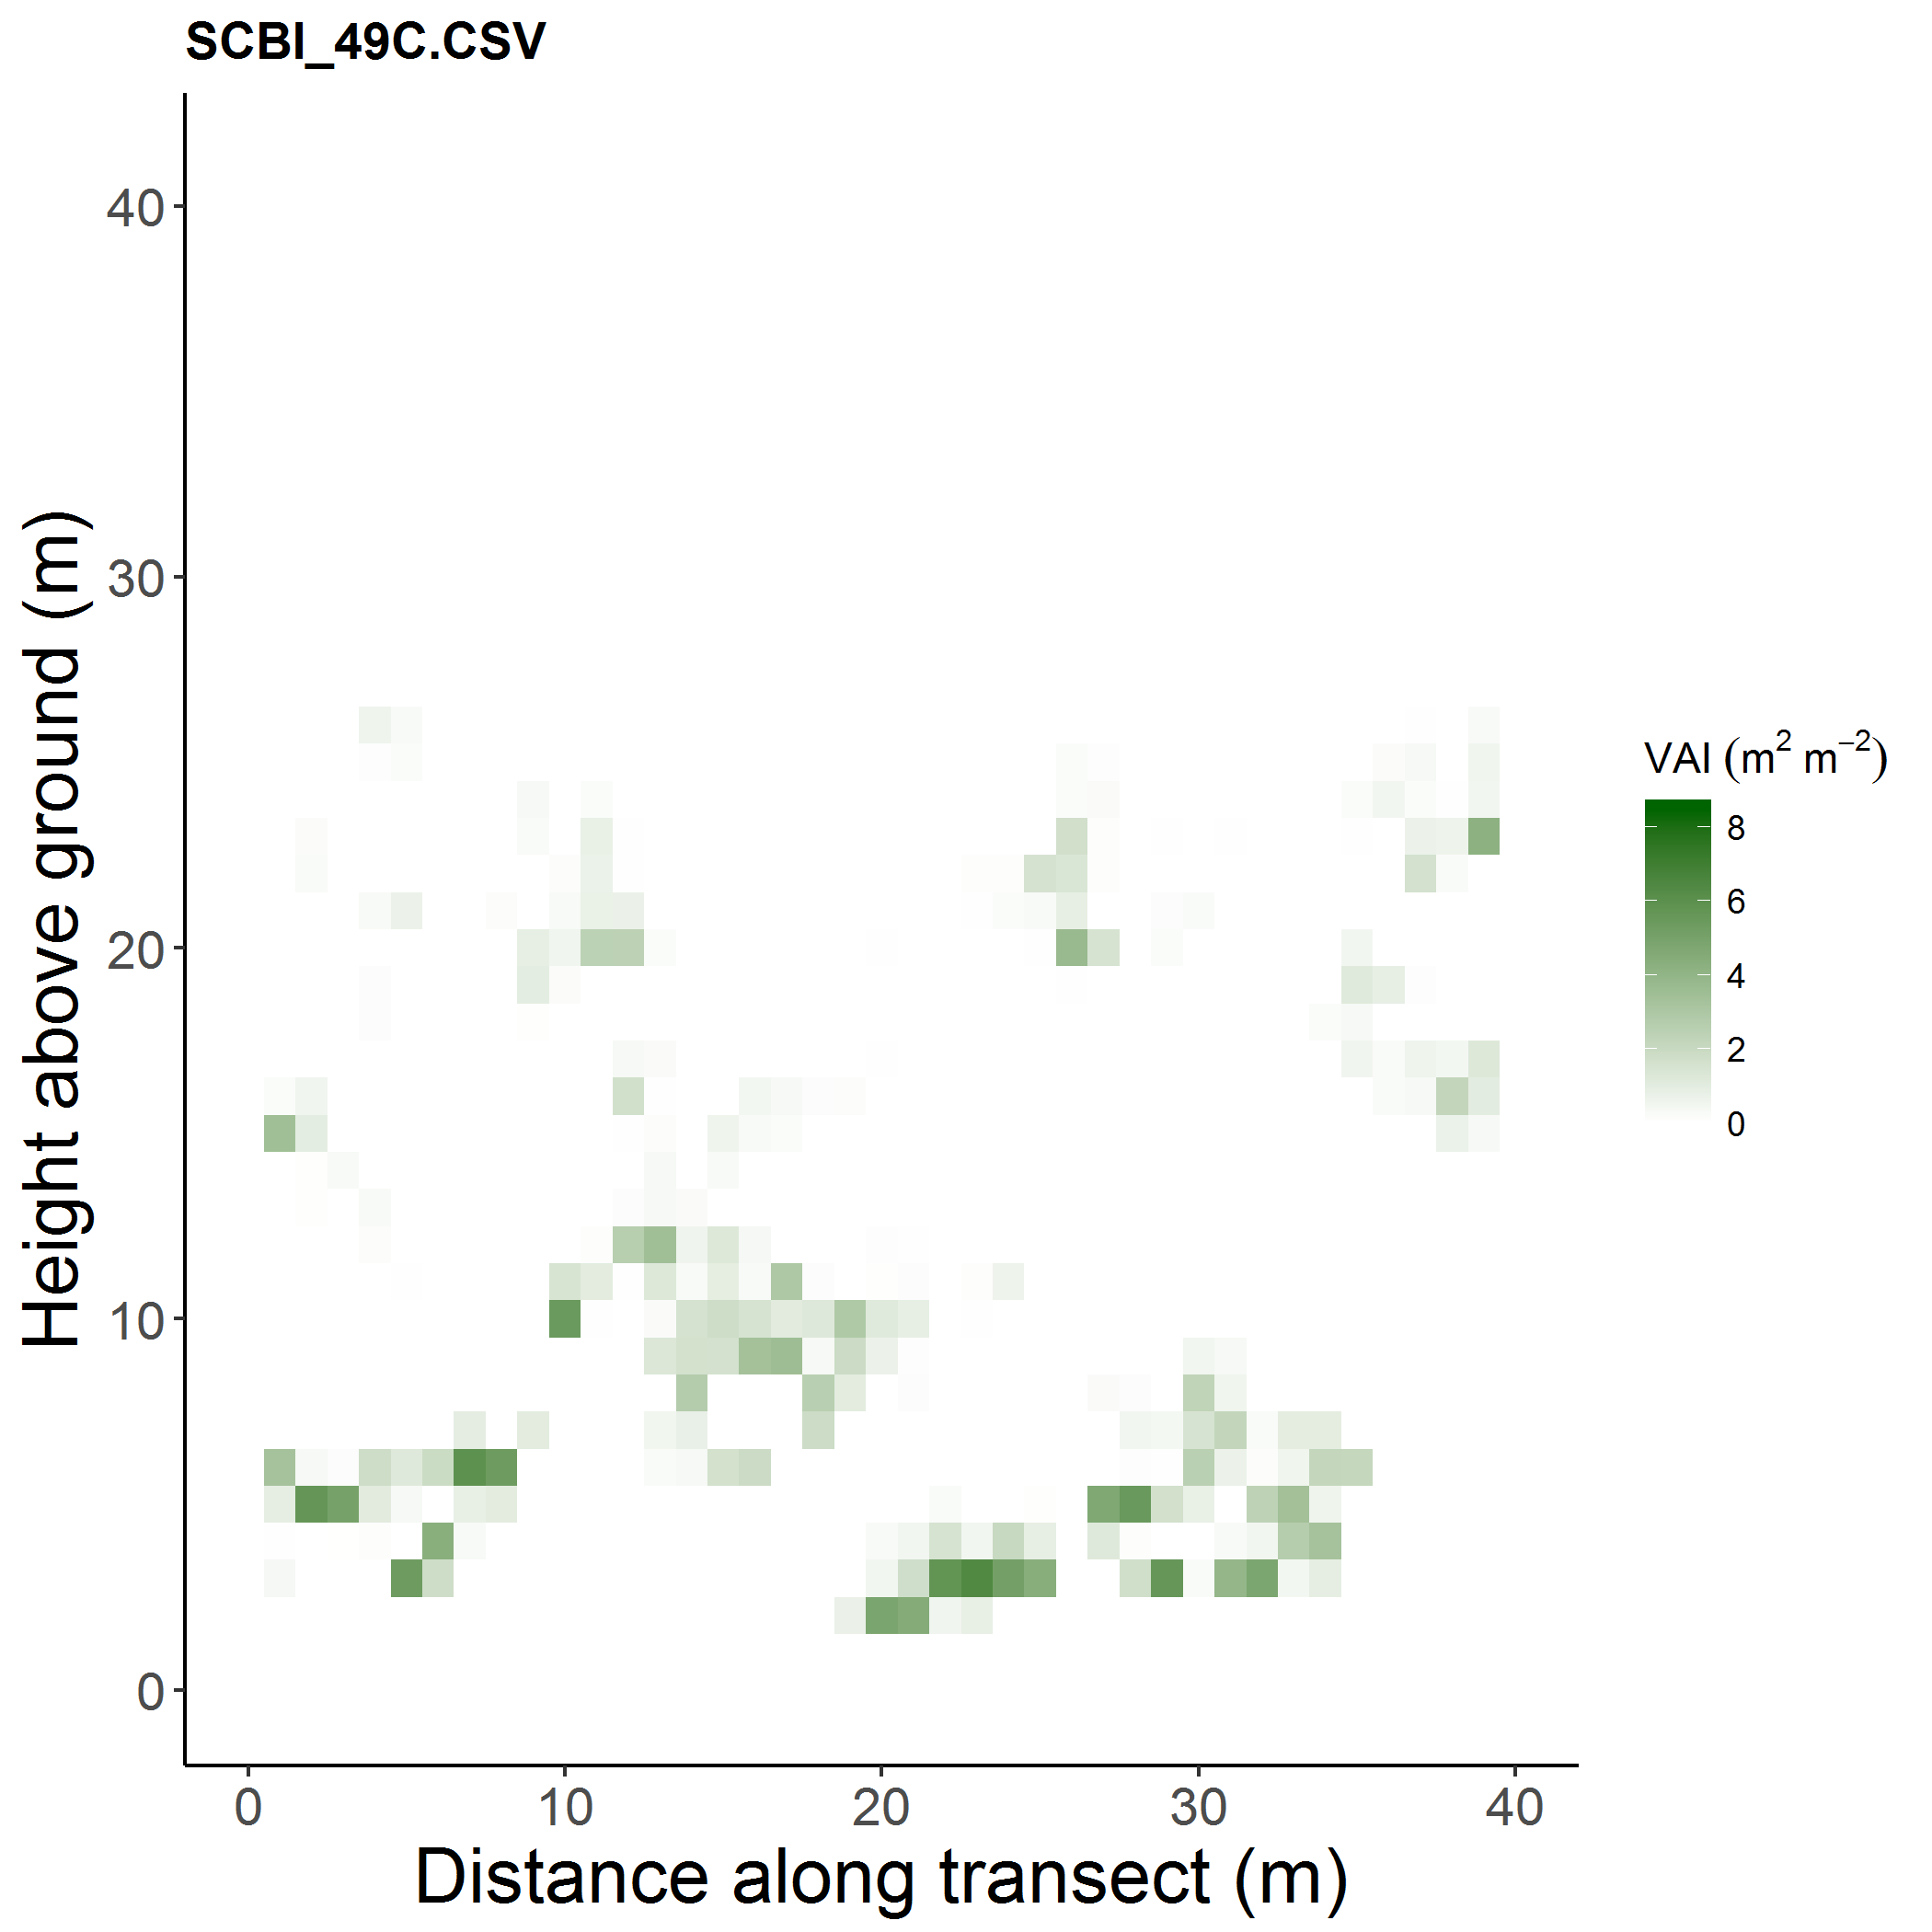 SCBI_49C.CSV
Height above ground (m)
40
30
20
10
0
0 10 20 30 40
Distance along transect (m)
VAI (m² m⁻²)
8
6
4
2
0